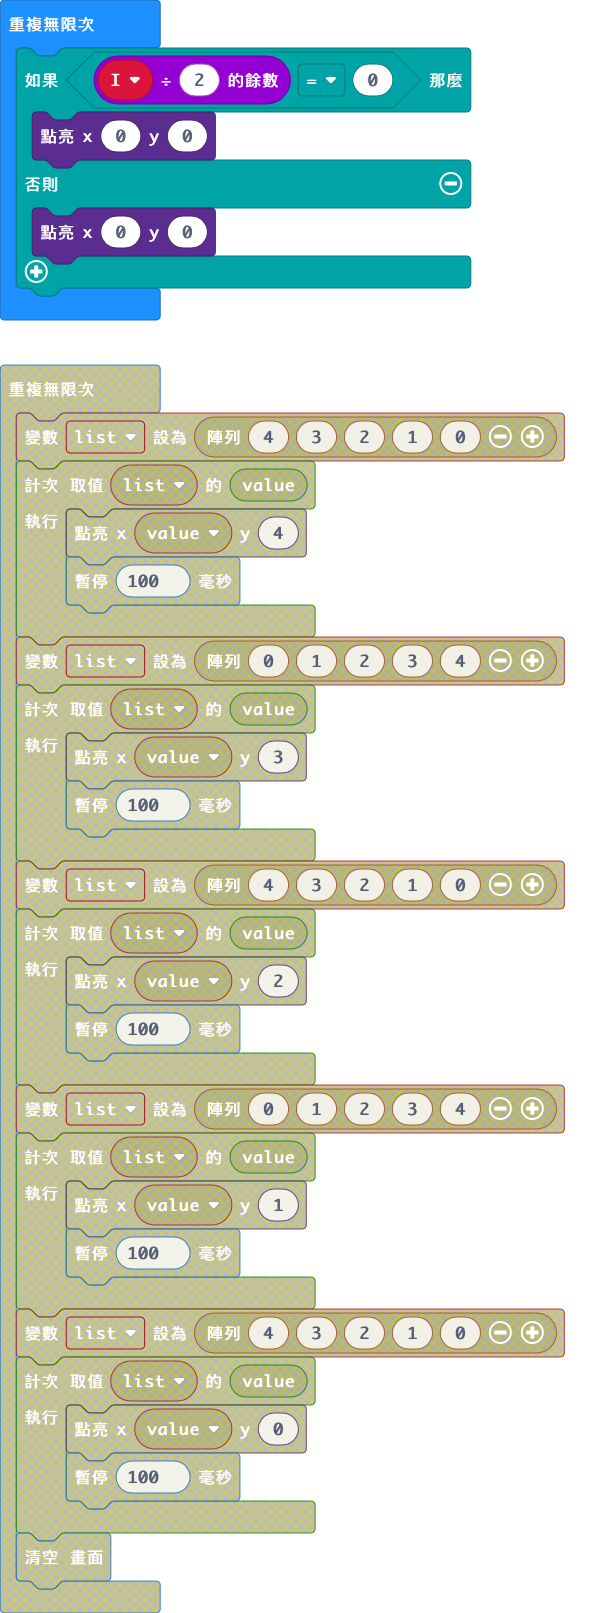 重複無限次
如果 I ÷ 2 的餘數 = 0 那麼
點亮 x 0 y 0
否則
點亮 x 0 y 0
重複無限次
變數 list 設為 陣列 4 3 2 1 0
計次 取值 list 的 value
執行 點亮 x value y 4
暫停 100 毫秒
變數 list 設為 陣列 0 1 2 3 4
計次 取值 list 的 value
執行 點亮 x value y 3
暫停 100 毫秒
變數 list 設為 陣列 4 3 2 1 0
計次 取值 list 的 value
執行 點亮 x value y 2
暫停 100 毫秒
變數 list 設為 陣列 0 1 2 3 4
計次 取值 list 的 value
執行 點亮 x value y 1
暫停 100 毫秒
變數 list 設為 陣列 4 3 2 1 0
計次 取值 list 的 value
執行 點亮 x value y 0
暫停 100 毫秒
清空 畫面